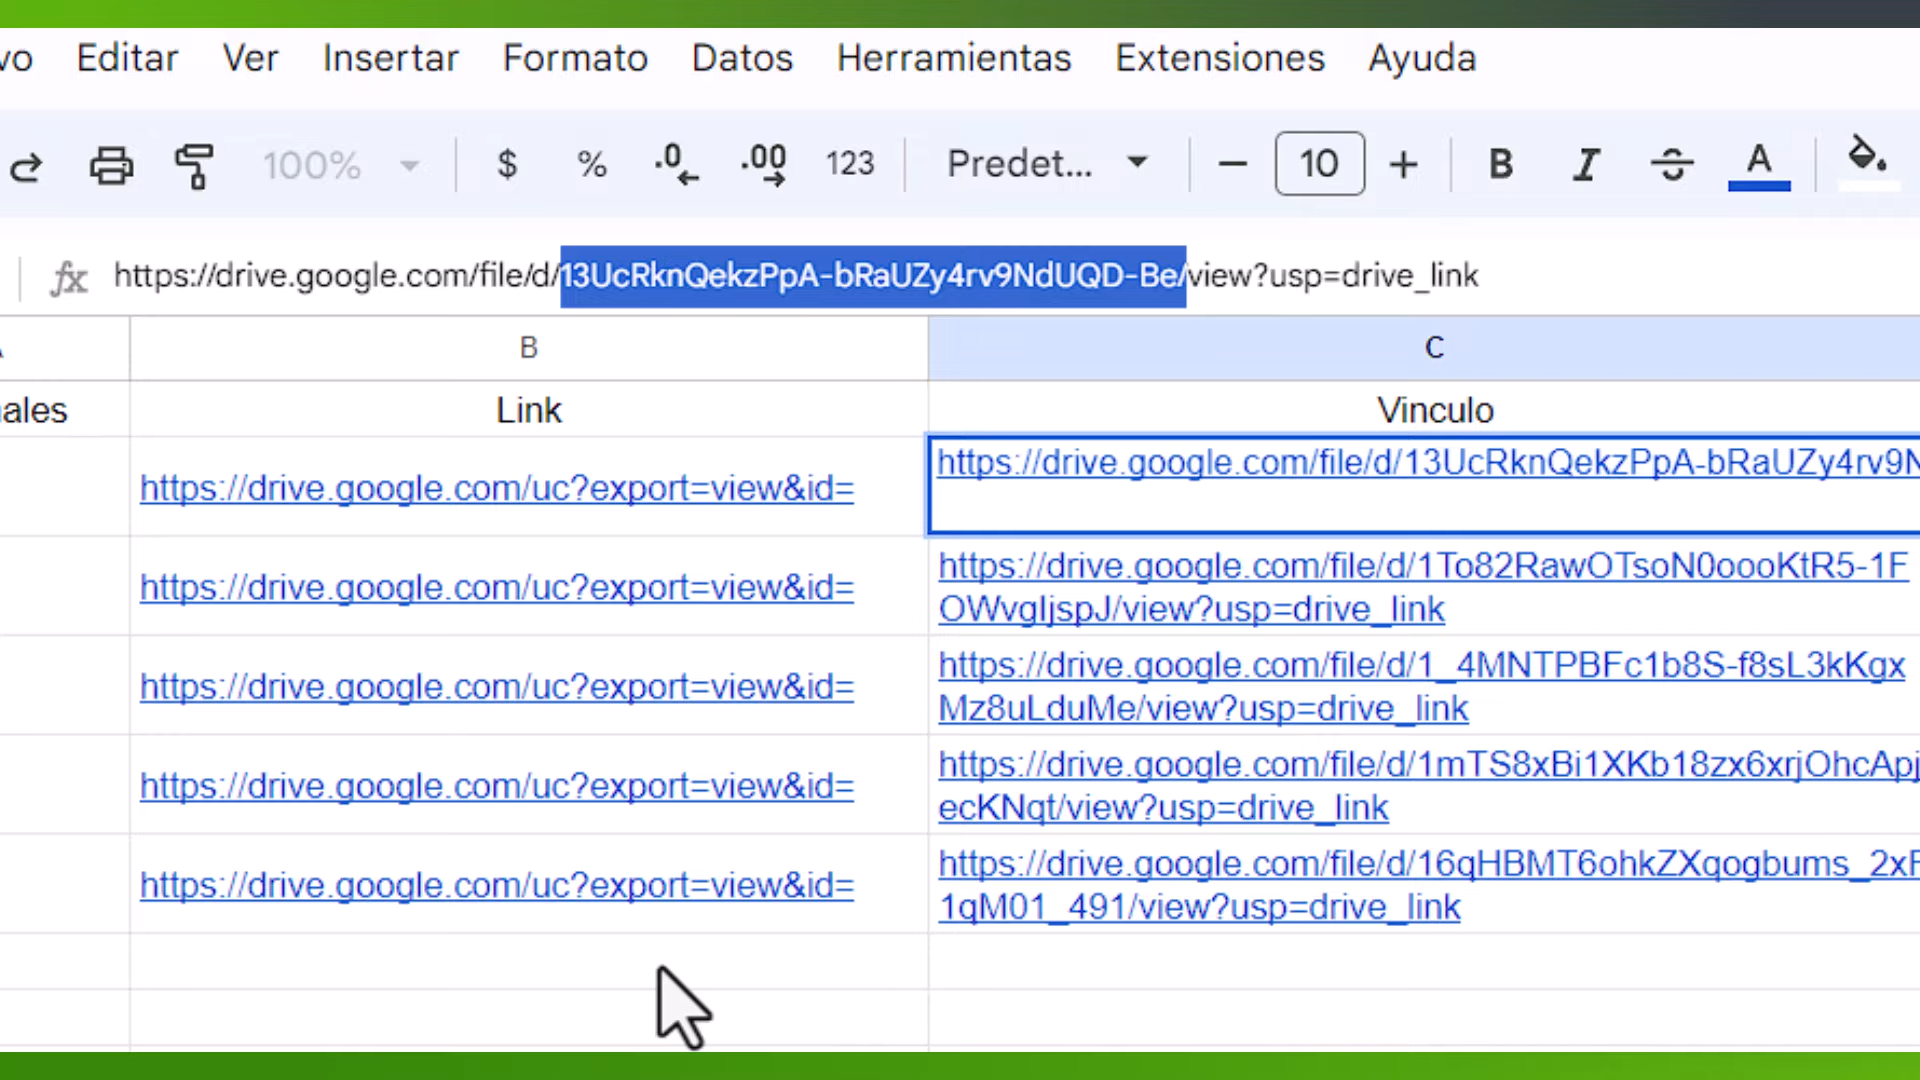 vo Editar Ver Insertar Formato Datos Herramientas Extensiones Ayuda
100% $ % .0 .00 123 Predet... − 10 + B I A
fx https://drive.google.com/file/d/13UcRknQekzPpA-bRaUZy4rv9NdUQD-Be/view?usp=drive_link
B C
ales Link Vinculo
https://drive.google.com/uc?export=view&id= https://drive.google.com/file/d/13UcRknQekzPpA-bRaUZy4rv9N
https://drive.google.com/uc?export=view&id= https://drive.google.com/file/d/1To82RawOTsoN0oooKtR5-1F
OWvgIjspJ/view?usp=drive_link
https://drive.google.com/uc?export=view&id= https://drive.google.com/file/d/1_4MNTPBFc1b8S-f8sL3kKgx
Mz8uLduMe/view?usp=drive_link
https://drive.google.com/uc?export=view&id= https://drive.google.com/file/d/1mTS8xBi1XKb18zx6xrjOhcApj
ecKNqt/view?usp=drive_link
https://drive.google.com/uc?export=view&id= https://drive.google.com/file/d/16qHBMT6ohkZXqogbums_2xF
1qM01_491/view?usp=drive_link